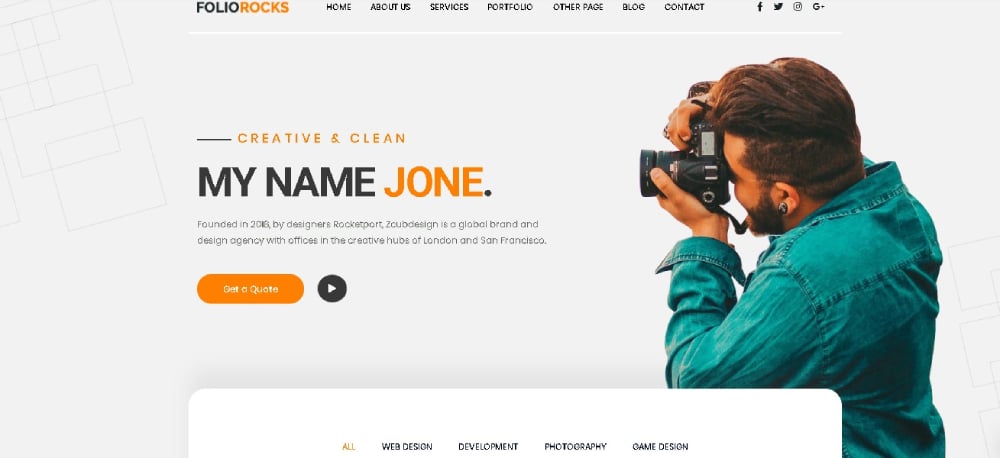 FOLIOROCKS
HOME ABOUT US SERVICES PORTFOLIO OTHER PAGE BLOG CONTACT
G+
CREATIVE & CLEAN
MY NAME JONE.
Founded in 2016, by designers Rocketport, Zoubdesign is a global brand and
design agency with offices in the creative hubs of London and San Francisco.
Get a Quote
ALL WEB DESIGN DEVELOPMENT PHOTOGRAPHY GAME DESIGN